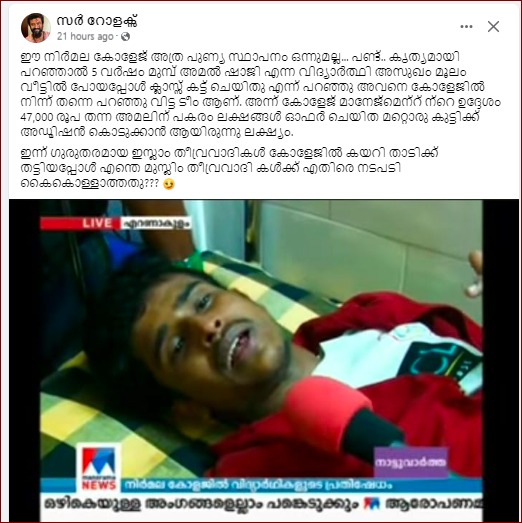 സർ റോളക്സ്
21 hours ago
ഈ നിർമല കോളേജ് അത്ര പുണ്യ സ്ഥാപനം ഒന്നുമല്ല... പണ്ട്.. കൃത്യമായി
പറഞ്ഞാൽ 5 വർഷം മുമ്പ് അമൽ ഷാജി എന്ന വിദ്യാർത്ഥി അസുഖം മൂലം
വീട്ടിൽ പോയപ്പോൾ ക്ലാസ്സ് കട്ട് ചെയിതു എന്ന് പറഞ്ഞു അവനെ കോളേജിൽ
നിന്ന് തന്നെ പറഞ്ഞു വിട്ട ടീം ആണ്. അന്ന് കോളേജ് മാനേജ്മെന്റ് ന്റെ ഉദ്ദേശം
47,000 രൂപ തന്ന അമലിന് പകരം ലക്ഷങ്ങൾ ഓഫർ ചെയിത മറ്റൊരു കുട്ടിക്ക്
അഡ്മിഷൻ കൊടുക്കാൻ ആയിരുന്നു ലക്ഷ്യം.
ഇന്ന് ഗുരുതരമായ ഇസ്ലാം തീവ്രവാദികൾ കോളേജിൽ കയറി താടിക്ക്
തട്ടിയപ്പോൾ എന്തെ മുസ്ലിം തീവ്രവാദി കൾക്ക് എതിരെ നടപടി
കൈകൊള്ളാത്തതു??? 😏
LIVE എറണാകുളം
നാട്ടുവാർത്ത
manorama
NEWS
നിർമല കോളജിൽ വിദ്യാർഥികളുടെ പ്രതിഷേധം
ഒഴികെയുള്ള അംഗങ്ങളെല്ലാം പങ്കെടുക്കും ആരോപണമ